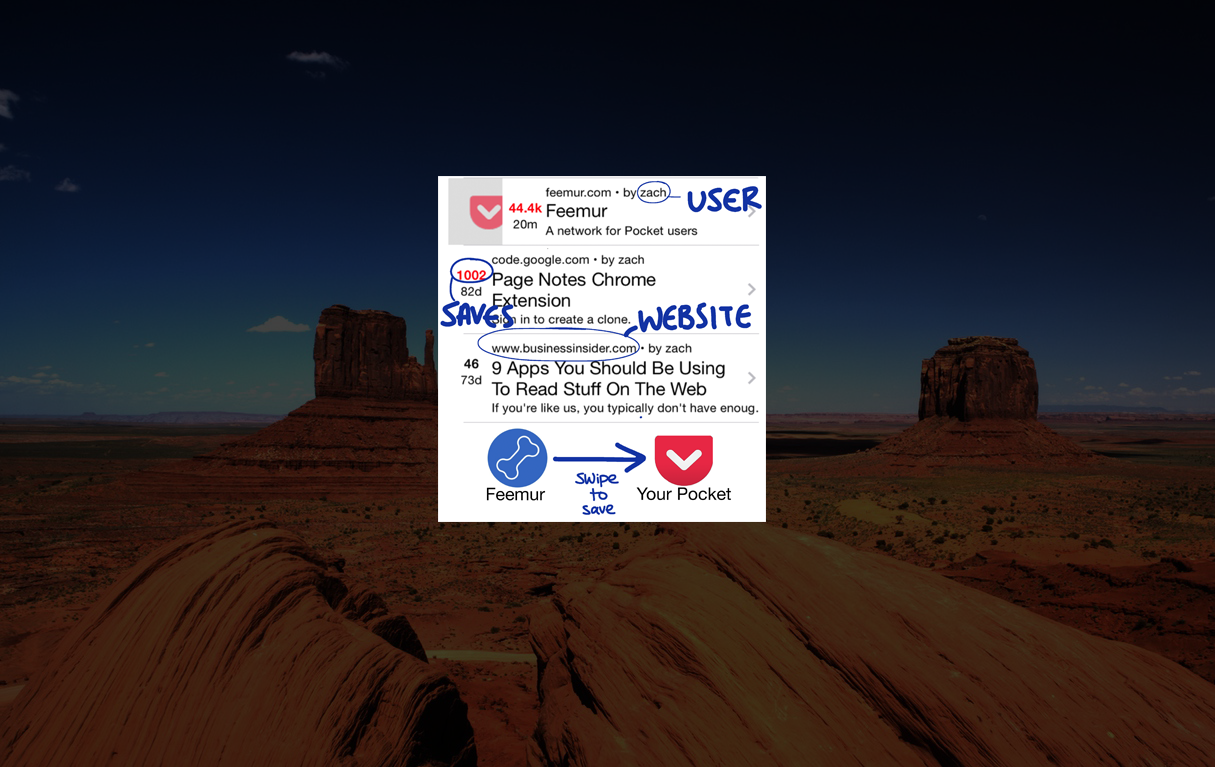 feemur.com • by zach
USER
44.4k
Feemur
20m
A network for Pocket users
code.google.com • by zach
1002
Page Notes Chrome
82d
Extension
SAVES
Sign in to create a clone.
WEBSITE
www.businessinsider.com • by zach
46
9 Apps You Should Be Using
73d
To Read Stuff On The Web
If you're like us, you typically don't have enoug.
Feemur
swipe
to
save
Your Pocket